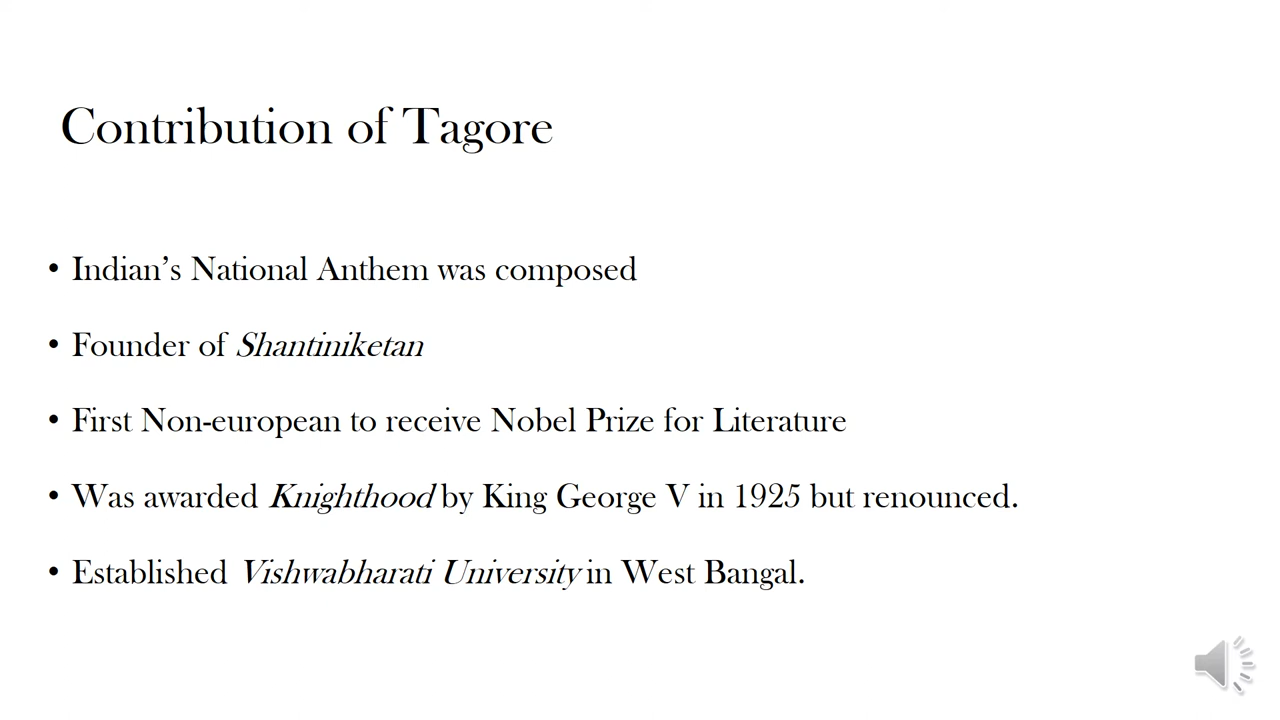 Contribution of Tagore
• Indian’s National Anthem was composed
• Founder of Shantiniketan
• First Non-european to receive Nobel Prize for Literature
• Was awarded Knighthood by King George V in 1925 but renounced.
• Established Vishwabharati University in West Bangal.